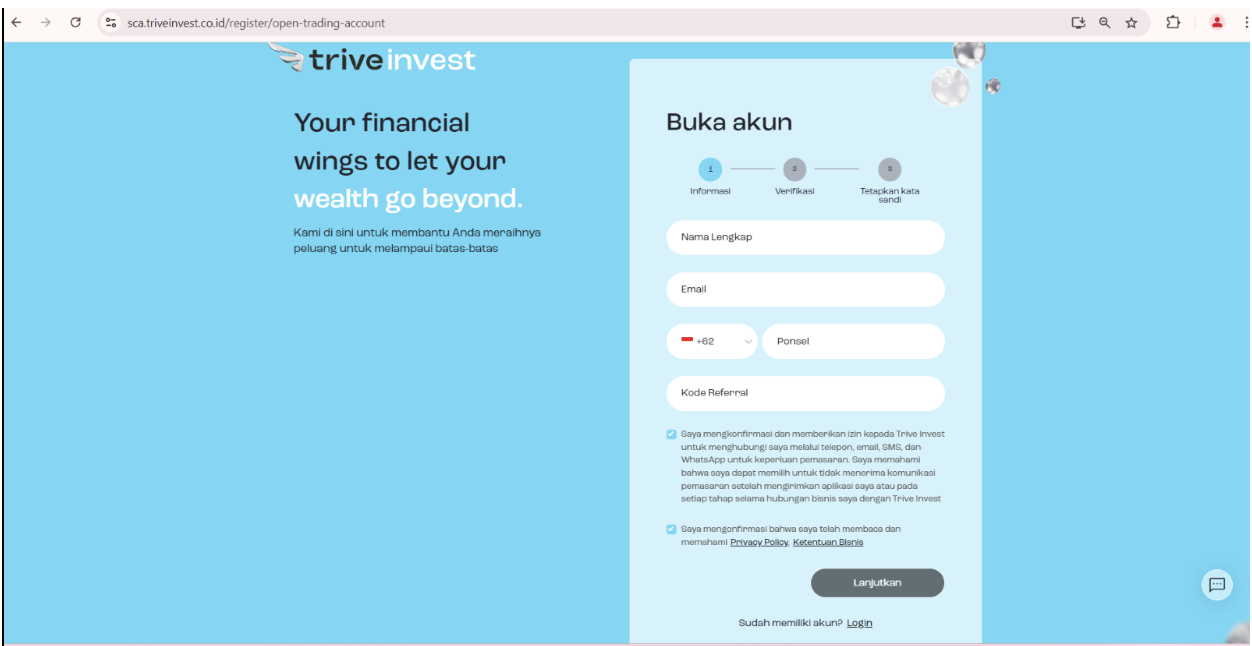 sca.triveinvest.co.id/register/open-trading-account
triveinvest
Your financial
wings to let your
wealth go beyond.
Kami di sini untuk membantu Anda meraihnya
peluang untuk melampaui batas-batas
Buka akun
1
2
3
Informasi
Verifikasi
Tetapkan kata
sandi
Nama Lengkap
Email
+62
Ponsel
Kode Referral
Saya mengkonfirmasi dan memberikan izin kepada Trive Invest
untuk menghubungi saya melalui telepon, email, SMS, dan
WhatsApp untuk keperluan pemasaran. Saya memahami
bahwa saya dapat memilih untuk tidak menerima komunikasi
pemasaran setelah mengirimkan aplikasi saya atau pada
setiap tahap selama hubungan bisnis saya dengan Trive Invest
Saya mengonfirmasi bahwa saya telah membaca dan
memahami Privacy Policy, Ketentuan Bisnis
Lanjutkan
Sudah memiliki akun? Login